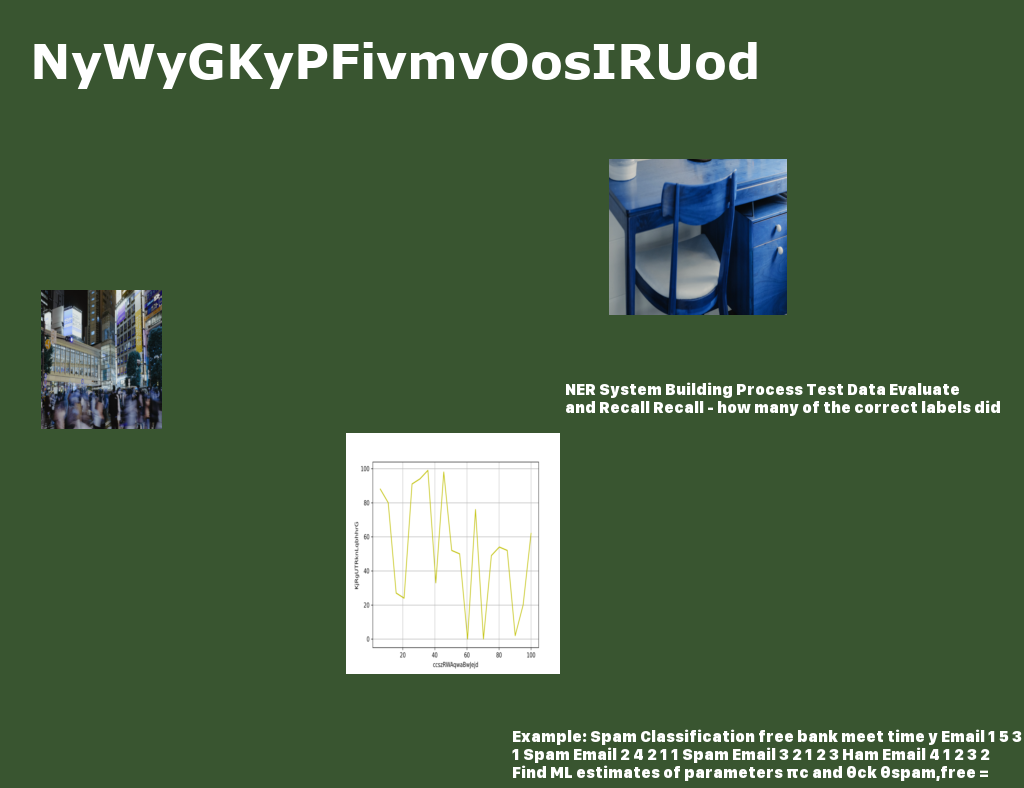 NyWyGKyPFivmvOosIRUod
NER System Building Process Test Data Evaluate
and Recall Recall - how many of the correct labels did
100
80
60
40
20
0
20 40 60 80 100
ccszRWAqwaBwJejd
Example: Spam Classification free bank meet time y Email 1 5 3
1 Spam Email 2 4 2 1 1 Spam Email 3 2 1 2 3 Ham Email 4 1 2 3 2
Find ML estimates of parameters πc and θck θspam,free =